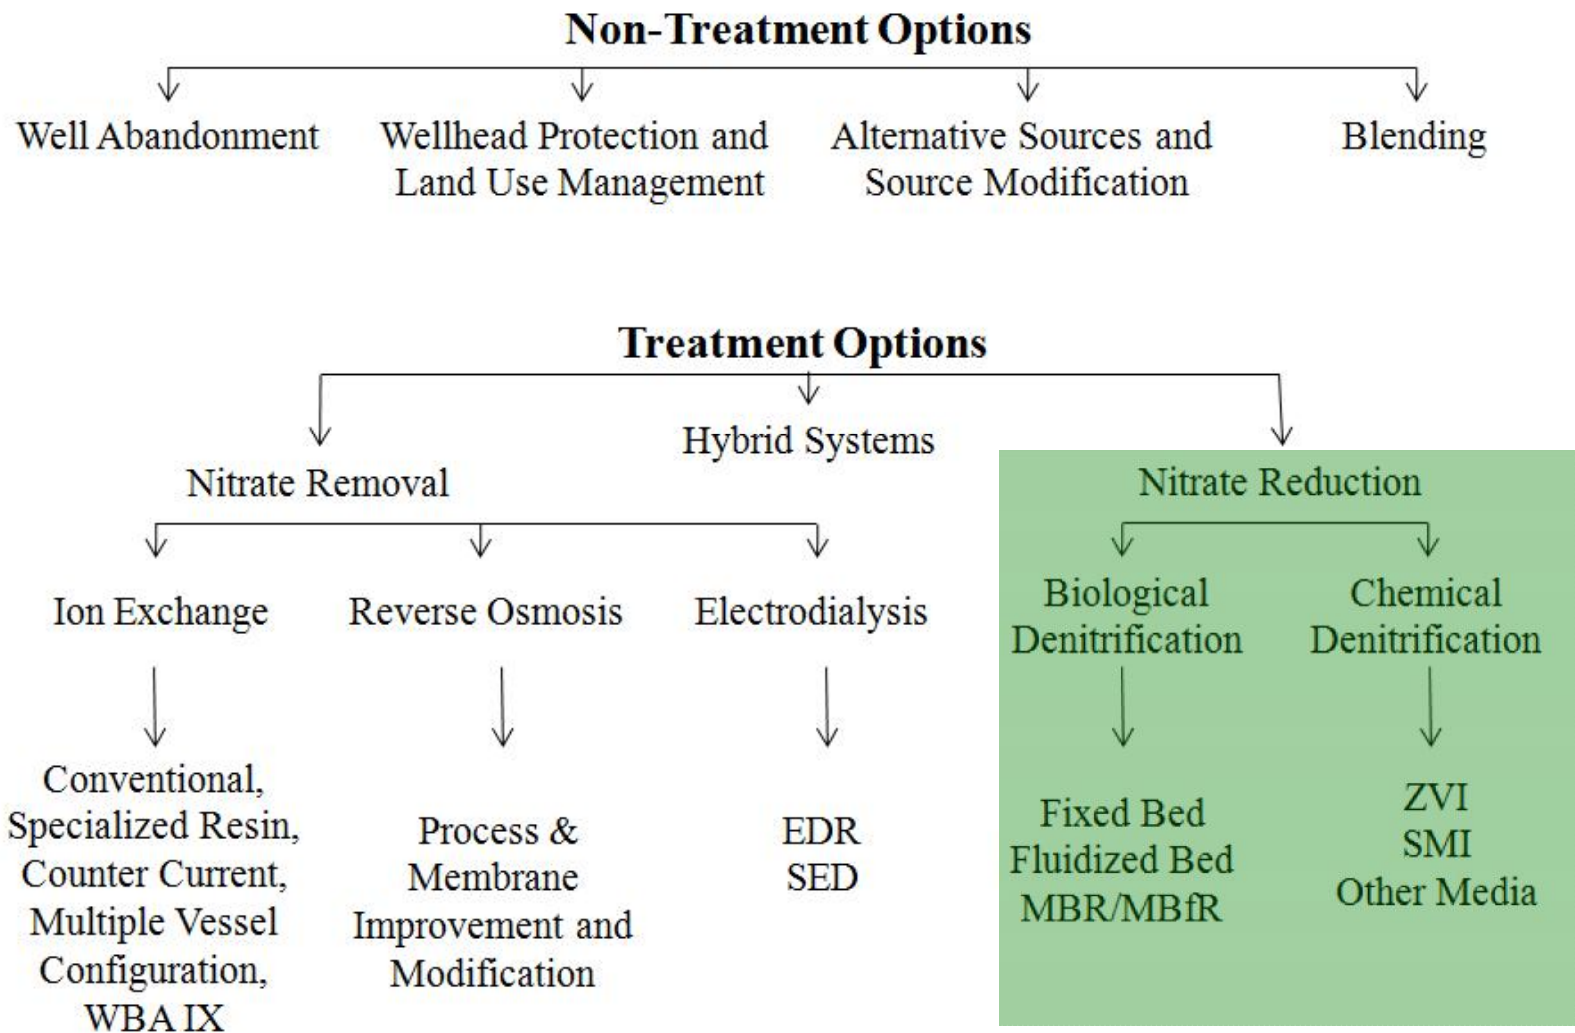 Non-Treatment Options
Well Abandonment
Wellhead Protection and
Land Use Management
Alternative Sources and
Source Modification
Blending
Treatment Options
Hybrid Systems
Nitrate Removal
Nitrate Reduction
Ion Exchange
Reverse Osmosis
Electrodialysis
Biological
Denitrification
Chemical
Denitrification
Conventional,
Specialized Resin,
Counter Current,
Multiple Vessel
Configuration,
WBA IX
Process &
Membrane
Improvement and
Modification
EDR
SED
Fixed Bed
Fluidized Bed
MBR/MBfR
ZVI
SMI
Other Media